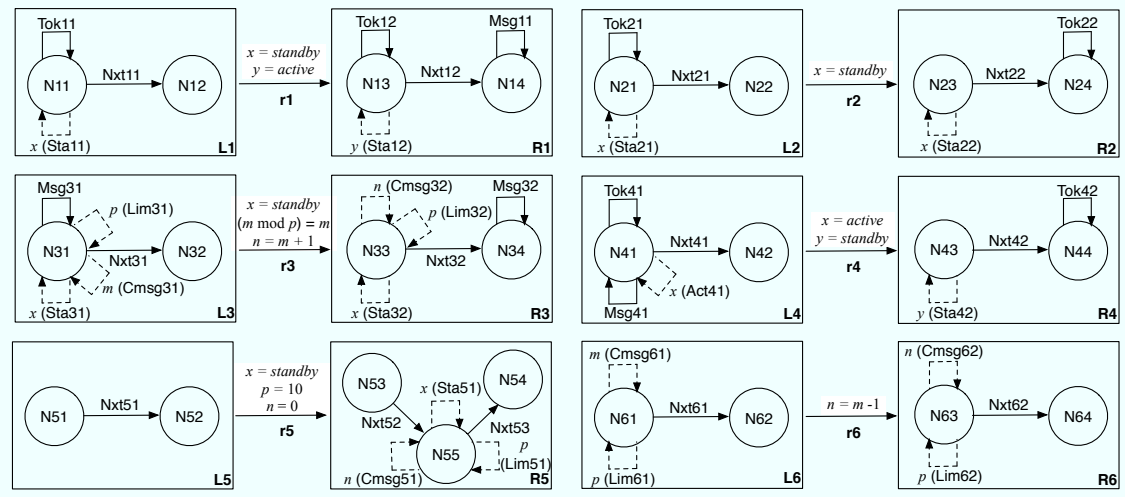 Tok11
N11
Nxt11
N12
x (Sta11)
L1
x = standby
y = active
r1
Tok12
Msg11
N13
Nxt12
N14
y (Sta12)
R1
Tok21
N21
Nxt21
N22
x (Sta21)
L2
x = standby
r2
Tok22
N23
Nxt22
N24
x (Sta22)
R2
Msg31
p (Lim31)
N31
N32
Nxt31
m (Cmsg31)
x (Sta31)
L3
x = standby
(m mod p) = m
n = m + 1
r3
n (Cmsg32)
Msg32
p (Lim32)
N33
N34
Nxt32
x (Sta32)
R3
Tok41
N41
Nxt41
N42
x (Act41)
Msg41
L4
x = active
y = standby
r4
Tok42
N43
Nxt42
N44
y (Sta42)
R4
N51
Nxt51
N52
L5
x = standby
p = 10
n = 0
r5
N53
N54
x (Sta51)
Nxt52
Nxt53
N55
p
(Lim51)
n (Cmsg51)
R5
m (Cmsg61)
N61
Nxt61
N62
p (Lim61)
L6
n = m -1
r6
n (Cmsg62)
N63
Nxt62
N64
p (Lim62)
R6